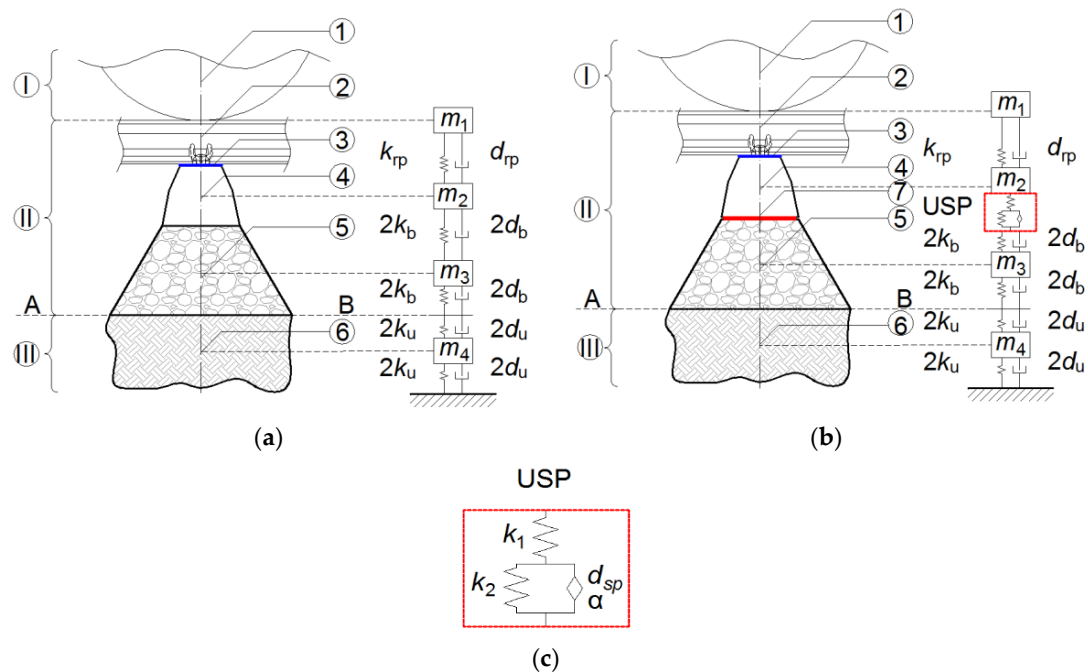 ①
Ⅰ
②
m1
③
krp
drp
④
m2
Ⅱ
2kb
2db
⑤
m3
A
B
2kb
2db
⑥
2ku
2du
Ⅲ
m4
2ku
2du
(a)
①
Ⅰ
②
m1
③
krp
drp
④
m2
⑦
USP
Ⅱ
⑤
2kb
2db
m3
A
B
2kb
2db
⑥
2ku
2du
Ⅲ
m4
2ku
2du
(b)
USP
k1
k2
dsp
α
(c)